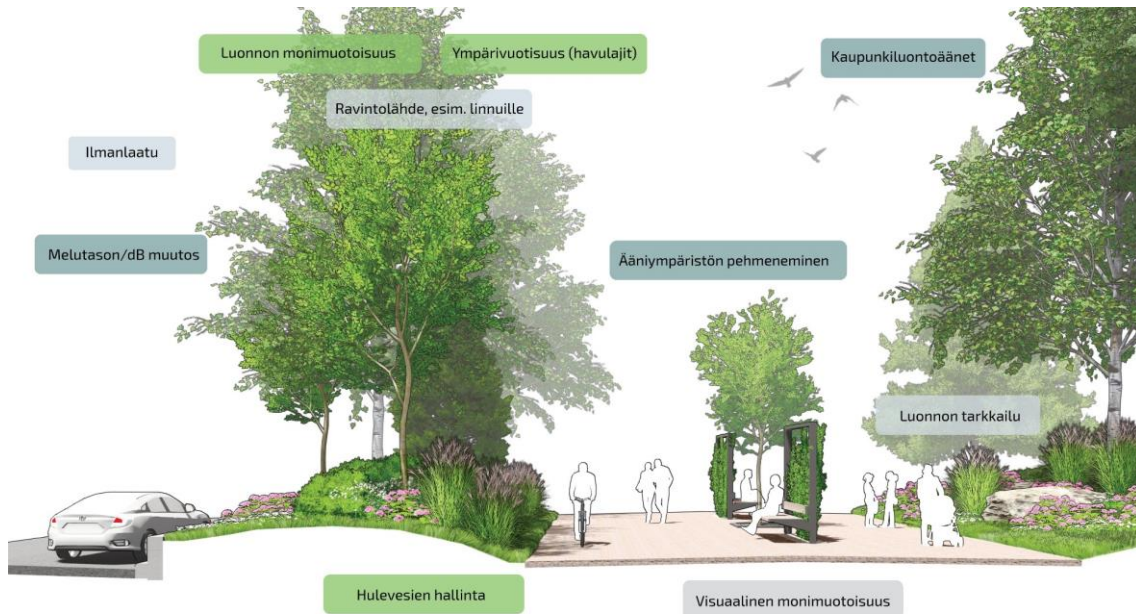 Luonnon monimuotoisuus
Ympärivuotisuus (havulajit)
Kaupunkiluontoäänet
Ravintolähde, esim. linnuille
Ilmanlaatu
Melutason/dB muutos
Ääniympäristön pehmeneminen
Luonnon tarkkailu
Hulevesien hallinta
Visuaalinen monimuotoisuus